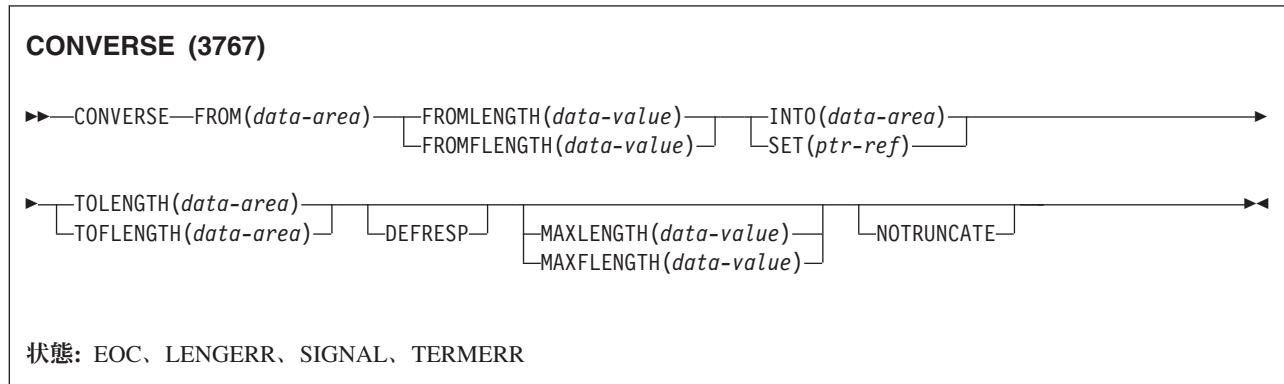 CONVERSE (3767)
CONVERSE FROM(data-area) FROMLENGTH(data-value) INTO(data-area)
FROMFLENGTH(data-value) SET(ptr-ref)
TOLENGTH(data-area)
TOFLENGTH(data-area) DEFRESP MAXLENGTH(data-value) NOTRUNCATE
MAXFLENGTH(data-value)
状態: EOC、LENGERR、SIGNAL、TERMERR